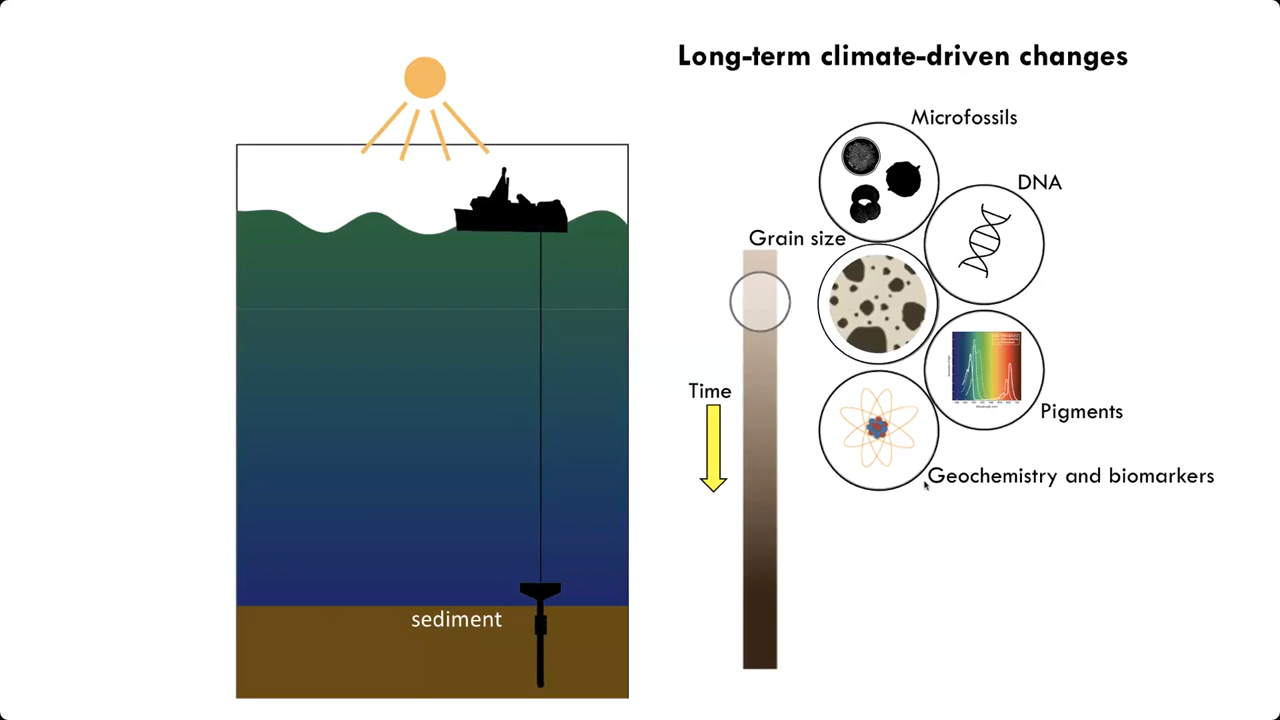 Long-term climate-driven changes
Microfossils
DNA
Grain size
Time
Pigments
Geochemistry and biomarkers
sediment